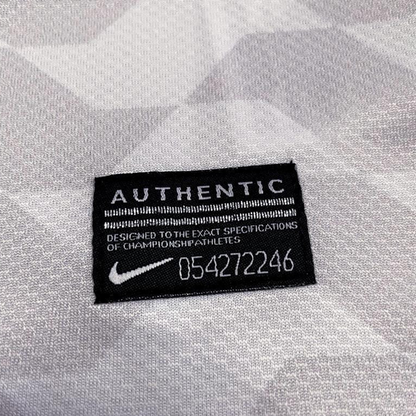 AUTHENTIC
DESIGNED TO THE EXACT SPECIFICATIONS
OF CHAMPIONSHIP ATHLETES
054272246